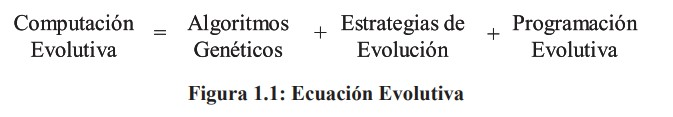 Computación = Algoritmos + Estrategias de + Programación
Evolutiva Genéticos Evolución Evolutiva
Figura 1.1: Ecuación Evolutiva